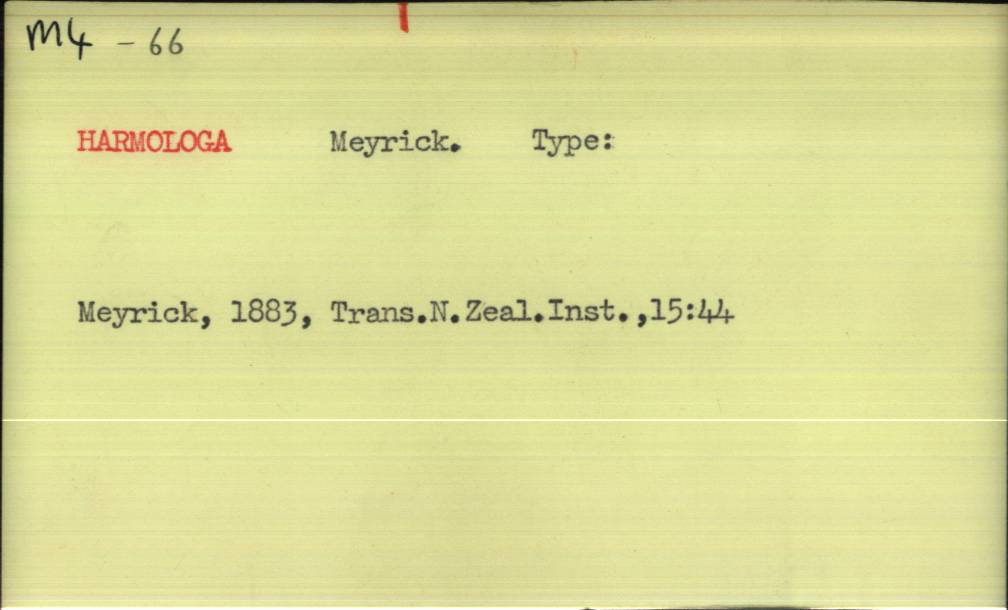 M4 - 66
HARMOLOGA Meyrick. Type:
Meyrick, 1883, Trans.N.Zeal.Inst.,15:44